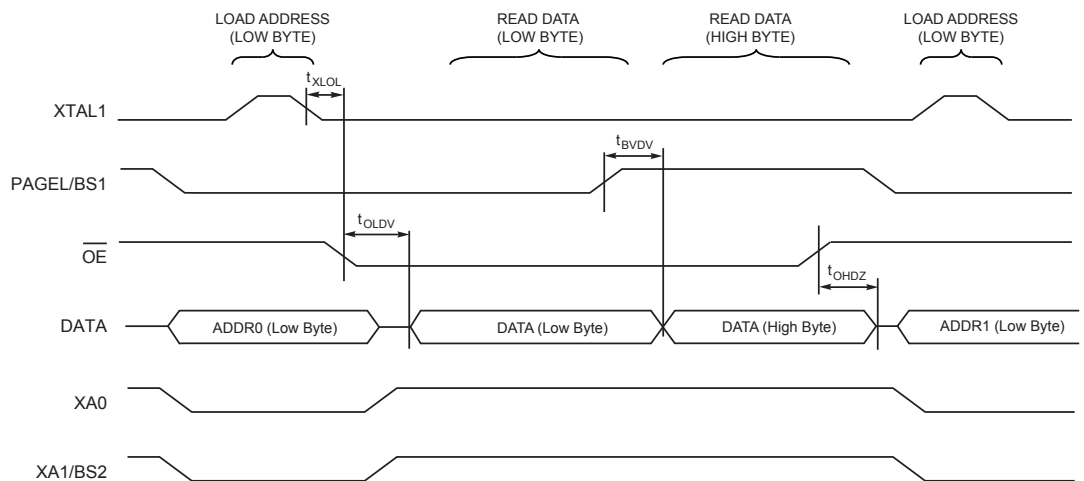 LOAD ADDRESS
(LOW BYTE)
READ DATA
(LOW BYTE)
READ DATA
(HIGH BYTE)
LOAD ADDRESS
(LOW BYTE)
tXLOL
XTAL1
tBVDV
PAGEL/BS1
tOLDV
OE
tOHDZ
DATA
ADDR0 (Low Byte)
DATA (Low Byte)
DATA (High Byte)
ADDR1 (Low Byte)
XA0
XA1/BS2